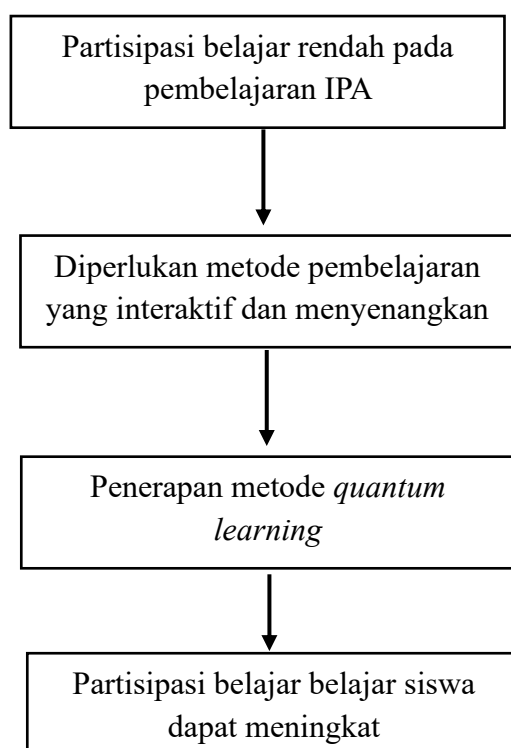 Partisipasi belajar rendah pada
pembelajaran IPA
Diperlukan metode pembelajaran
yang interaktif dan menyenangkan
Penerapan metode quantum
learning
Partisipasi belajar belajar siswa
dapat meningkat